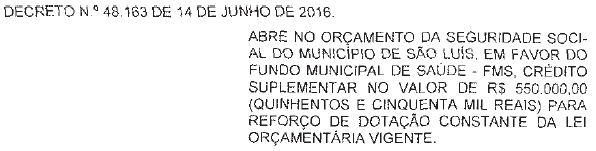 DECRETO N.º 48.163 DE 14 DE JUNHO DE 2016.
ABRE NO ORÇAMENTO DA SEGURIDADE SOCI-
AL DO MUNICÍPIO DE SÃO LUÍS, EM FAVOR DO
FUNDO MUNICIPAL DE SAÚDE - FMS, CRÉDITO
SUPLEMENTAR NO VALOR DE R$ 550.000,00
(QUINHENTOS E CINQUENTA MIL REAIS) PARA
REFORÇO DE DOTAÇÃO CONSTANTE DA LEI
ORÇAMENTÁRIA VIGENTE.